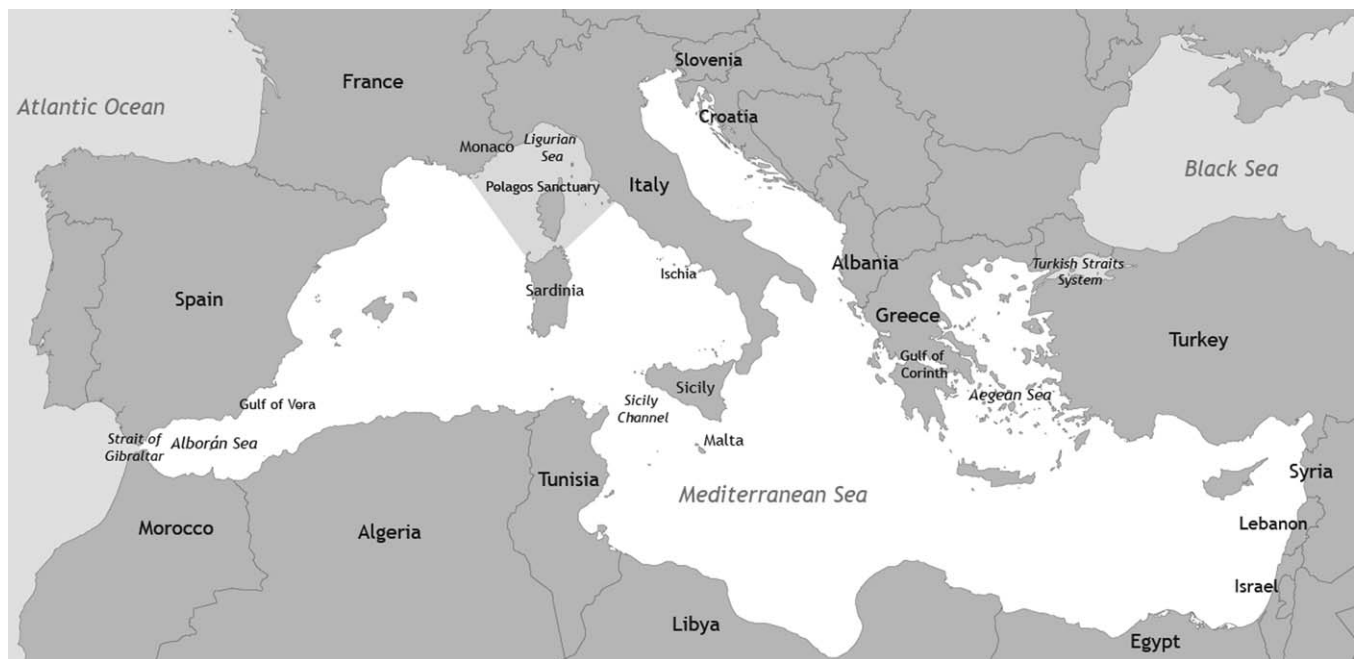 Slovenia
France
Atlantic Ocean
Croatia
Ligurian
Sea
Monaco
Black Sea
Pelagos Sanctuary
Italy
Albania
Turkish Straits
System
Ischia
Sardinia
Spain
Greece
Turkey
Gulf of
Corinth
Sicily
Aegean Sea
Sicily
Channel
Gulf of Vera
Strait of
Gibraltar
Alborán Sea
Malta
Tunisia
Syria
Mediterranean Sea
Morocco
Algeria
Lebanon
Israel
Libya
Egypt